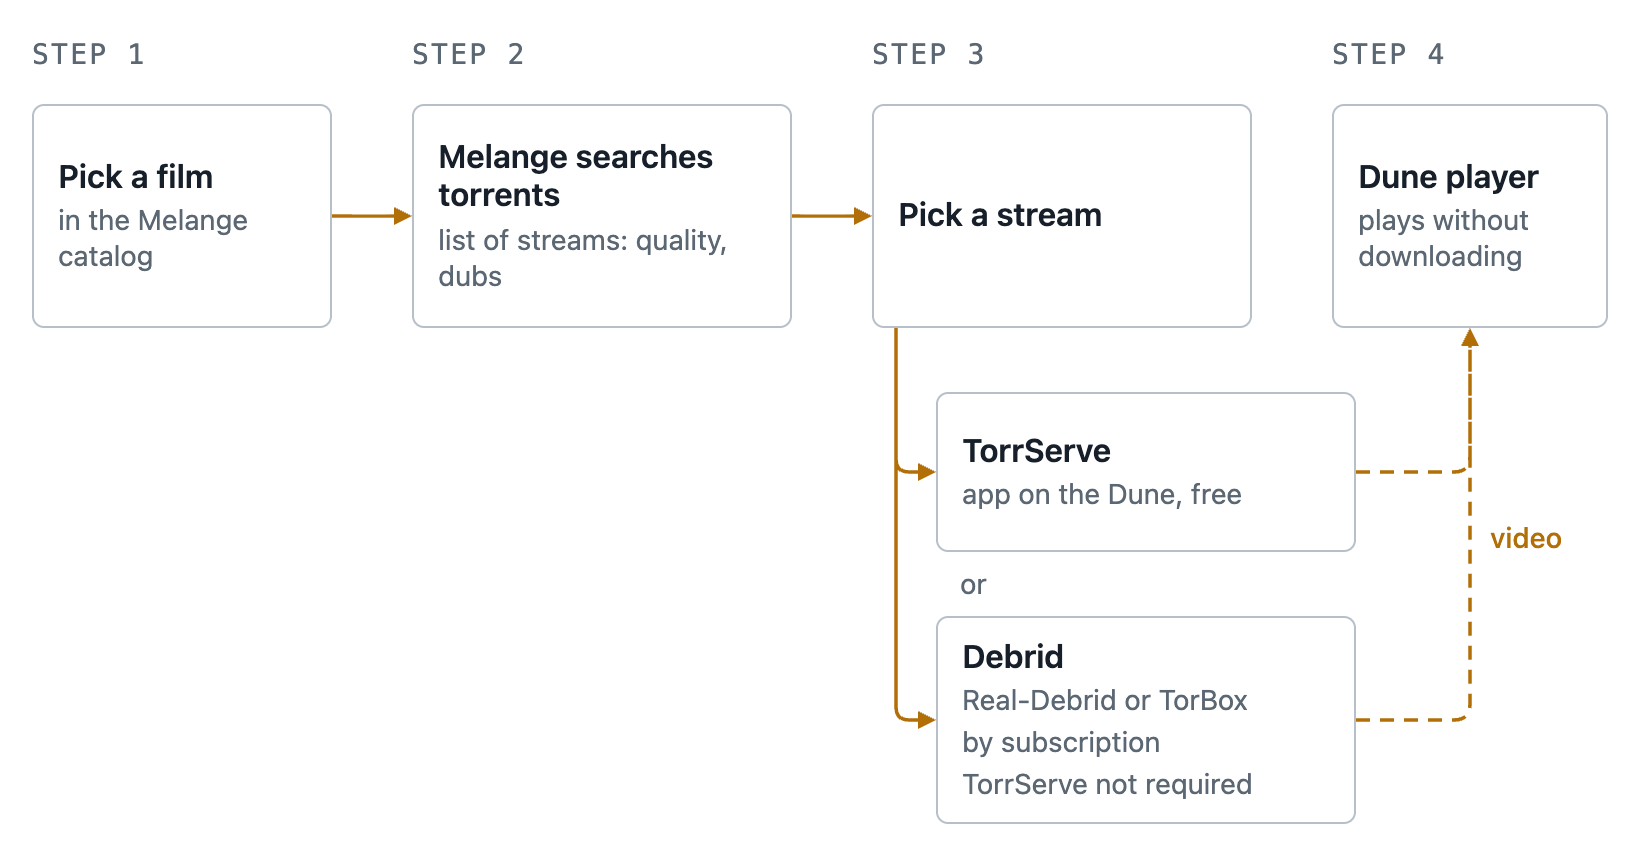 STEP 1
Pick a film
in the Melange
catalog
STEP 2
Melange searches
torrents
list of streams: quality,
dubs
STEP 3
Pick a stream
TorrServe
app on the Dune, free
or
Debrid
Real-Debrid or TorBox
by subscription
TorrServe not required
video
STEP 4
Dune player
plays without
downloading